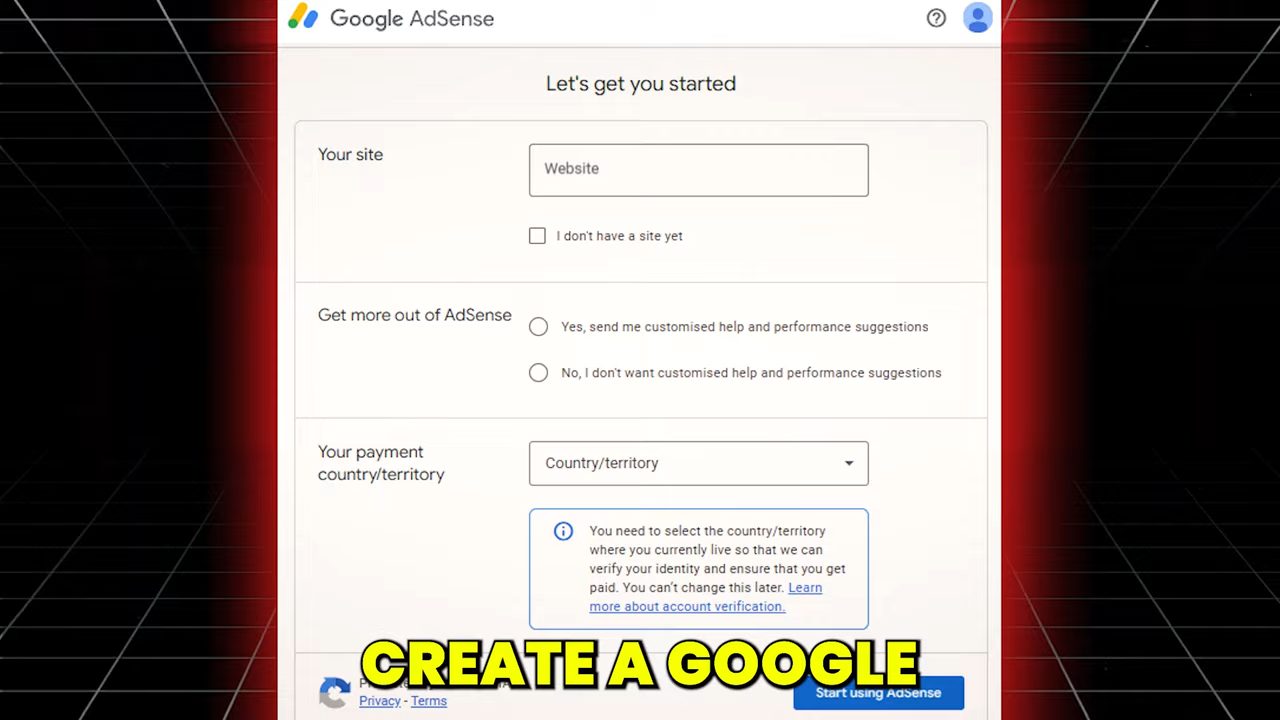 Google AdSense
Let's get you started
Your site
Website
I don't have a site yet
Get more out of AdSense
Yes, send me customised help and performance suggestions
No, I don't want customised help and performance suggestions
Your payment
country/territory
Country/territory
You need to select the country/territory
where you currently live so that we can
verify your identity and ensure that you get
paid. You can't change this later. Learn
more about account verification.
CREATE A GOOGLE
Privacy - Terms
Start using AdSense